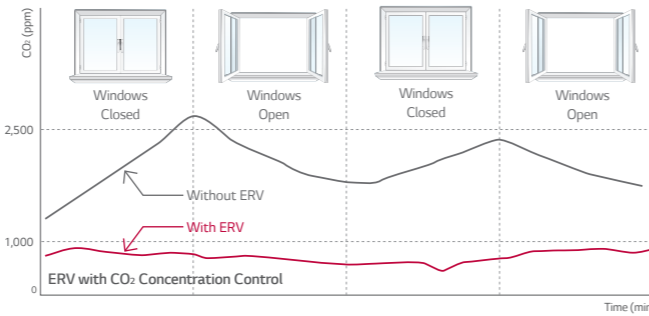 CO₂ (ppm)
Windows
Closed
Windows
Open
Windows
Closed
Windows
Open
2,500
Without ERV
With ERV
1,000
ERV with CO₂ Concentration Control
0
Time (min